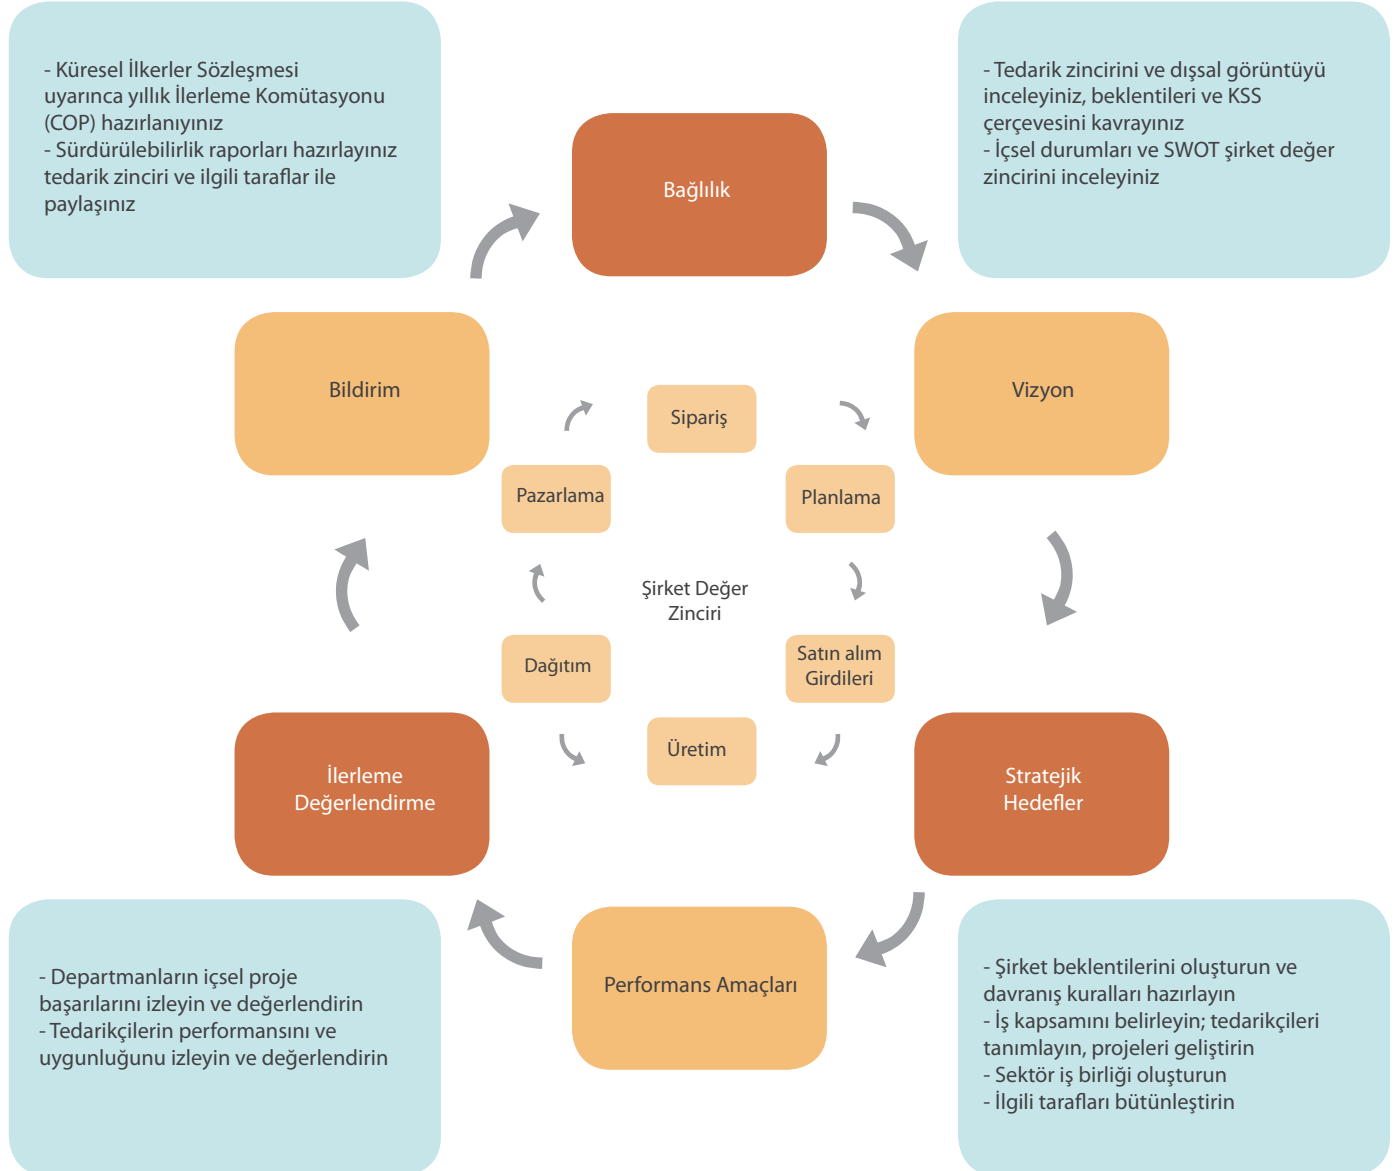 - Küresel İlkerler Sözleşmesi
uyarınca yıllık İlerleme Komütasyonu
(COP) hazırlanıyınız
- Sürdürülebilirlik raporları hazırlayınız
tedarik zinciri ve ilgili taraflar ile
paylaşınız
- Tedarik zincirini ve dışsal görüntüyü
inceleyiniz, beklentileri ve KSS
çerçevesini kavrayınız
- İçsel durumları ve SWOT şirket değer
zincirini inceleyiniz
Bağlılık
Bildirim
Vizyon
Sipariş
Pazarlama
Planlama
Şirket Değer
Zinciri
Dağıtım
Satın alım
Girdileri
Üretim
İlerleme
Değerlendirme
Stratejik
Hedefler
Performans Amaçları
- Departmanların içsel proje
başarılarını izleyin ve değerlendirin
- Tedarikçilerin performansını ve
uygunluğunu izleyin ve değerlendirin
- Şirket beklentilerini oluşturun ve
davranış kuralları hazırlayın
- İş kapsamını belirleyin; tedarikçileri
tanımlayın, projeleri geliştirin
- Sektör iş birliği oluşturun
- İlgili tarafları bütünleştirin